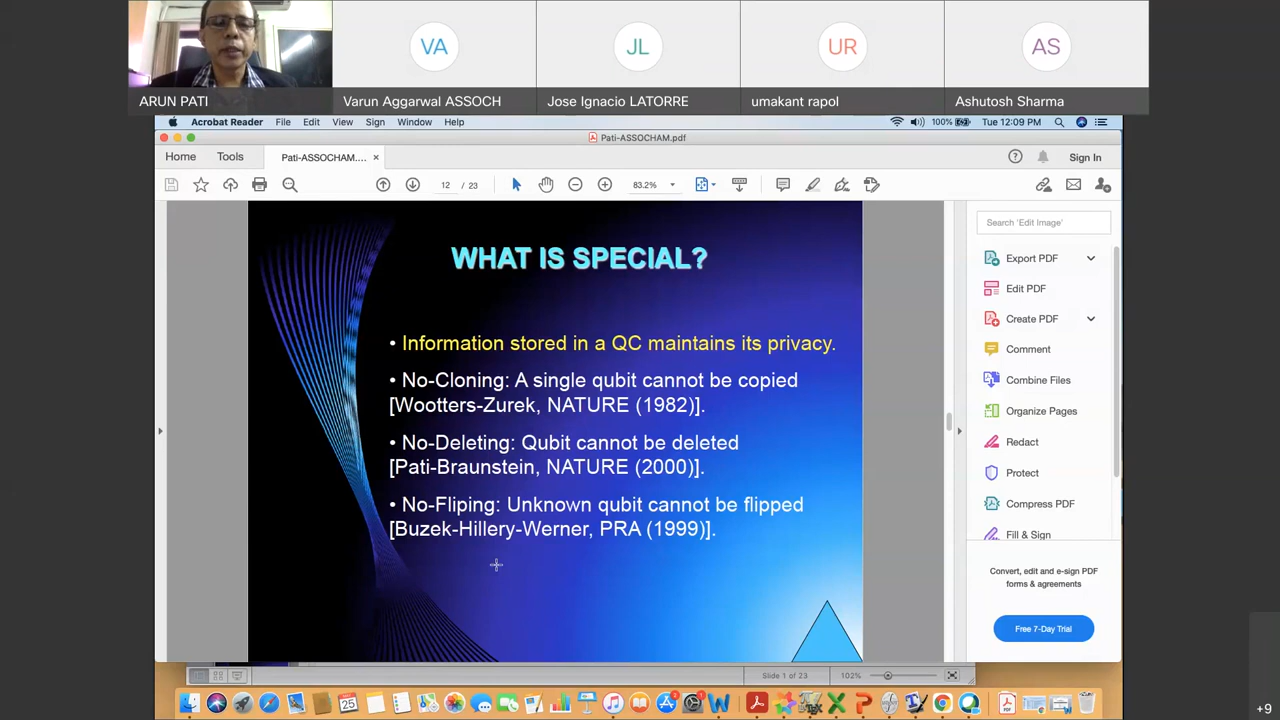 VA
JL
UR
AS
ARUN PATI
Varun Aggarwal ASSOCH
Jose Ignacio LATORRE
umakant rapol
Ashutosh Sharma
Acrobat Reader File Edit View Sign Window Help
100% Tue 12:09 PM
Pati-ASSOCHAM.pdf
Home Tools Pati-ASSOCHAM.... × Sign In
12 / 23 83.2%
WHAT IS SPECIAL?
• Information stored in a QC maintains its privacy.
• No-Cloning: A single qubit cannot be copied
[Wootters-Zurek, NATURE (1982)].
• No-Deleting: Qubit cannot be deleted
[Pati-Braunstein, NATURE (2000)].
• No-Fliping: Unknown qubit cannot be flipped
[Buzek-Hillery-Werner, PRA (1999)].
Search 'Edit Image'
Export PDF
Edit PDF
Create PDF
Comment
Combine Files
Organize Pages
Redact
Protect
Compress PDF
Fill & Sign
Convert, edit and e-sign PDF
forms & agreements
Free 7-Day Trial
Slide 1 of 23 102%
25
+9